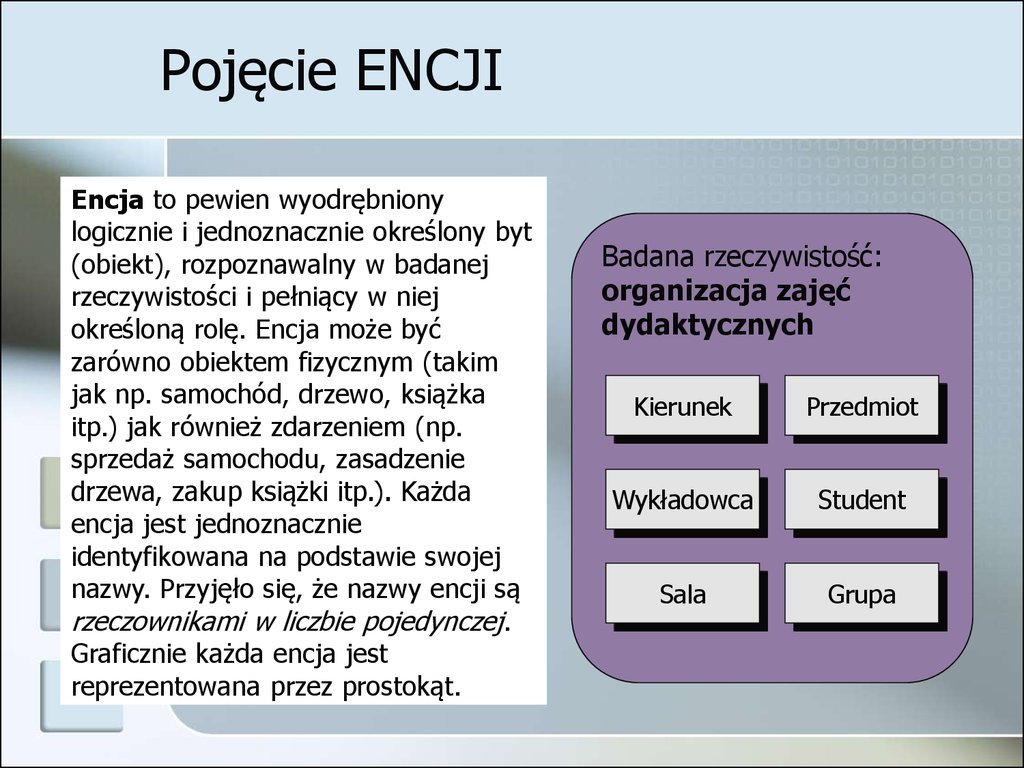 Pojęcie ENCJI
Encja to pewien wyodrębniony
logicznie i jednoznacznie określony byt
(obiekt), rozpoznawalny w badanej
rzeczywistości i pełniący w niej
określoną rolę. Encja może być
zarówno obiektem fizycznym (takim
jak np. samochód, drzewo, książka
itp.) jak również zdarzeniem (np.
sprzedaż samochodu, zasadzenie
drzewa, zakup książki itp.). Każda
encja jest jednoznacznie
identyfikowana na podstawie swojej
nazwy. Przyjęło się, że nazwy encji są
rzeczownikami w liczbie pojedynczej.
Graficznie każda encja jest
reprezentowana przez prostokąt.
Badana rzeczywistość:
organizacja zajęć
dydaktycznych
Kierunek
Przedmiot
Wykładowca
Student
Sala
Grupa